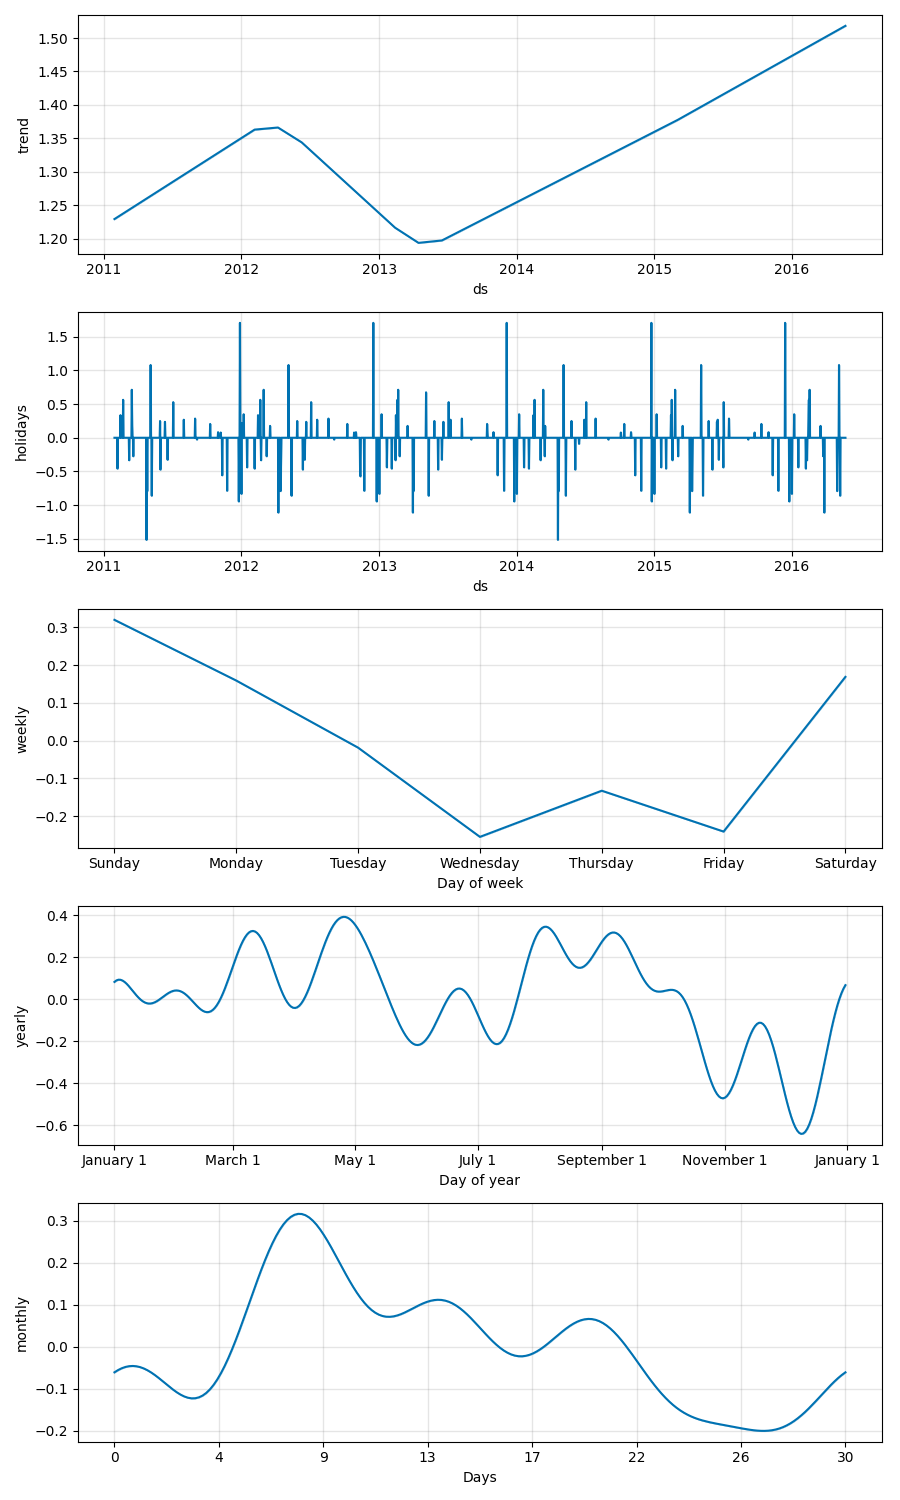 trend
1.50
1.45
1.40
1.35
1.30
1.25
1.20
2011 2012 2013 2014 2015 2016
ds
holidays
1.5
1.0
0.5
0.0
−0.5
−1.0
−1.5
2011 2012 2013 2014 2015 2016
ds
weekly
0.3
0.2
0.1
0.0
−0.1
−0.2
Sunday Monday Tuesday Wednesday Thursday Friday Saturday
Day of week
yearly
0.4
0.2
0.0
−0.2
−0.4
−0.6
January 1 March 1 May 1 July 1 September 1 November 1 January 1
Day of year
monthly
0.3
0.2
0.1
0.0
−0.1
−0.2
0 4 9 13 17 22 26 30
Days